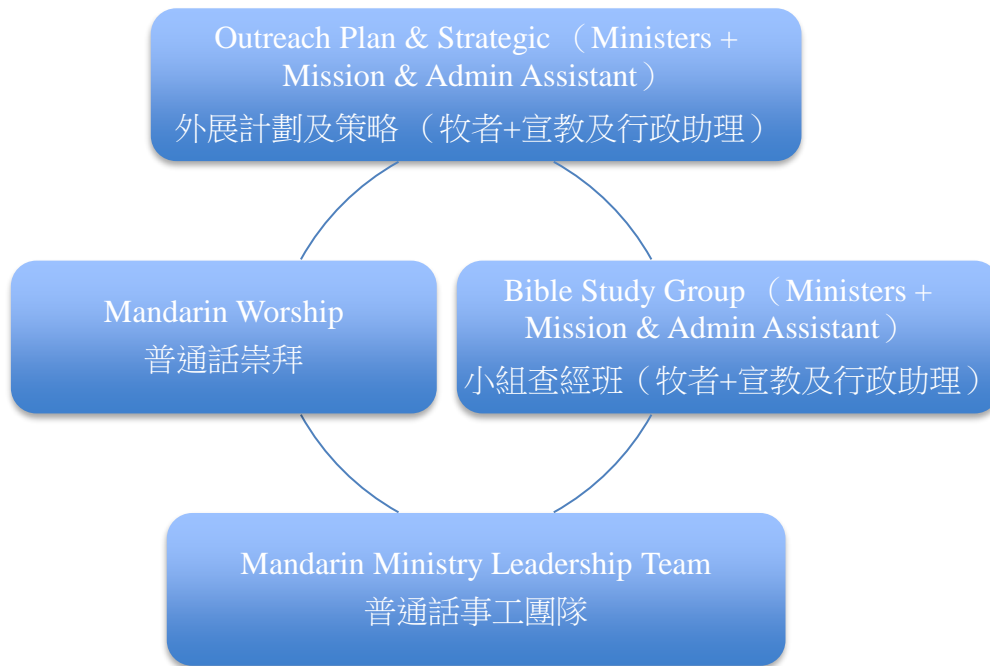 Outreach Plan & Strategic （Ministers +
Mission & Admin Assistant）
外展計劃及策略（牧者+宣教及行政助理）
Mandarin Worship
普通話崇拜
Bible Study Group （Ministers +
Mission & Admin Assistant）
小組查經班（牧者+宣教及行政助理）
Mandarin Ministry Leadership Team
普通話事工團隊